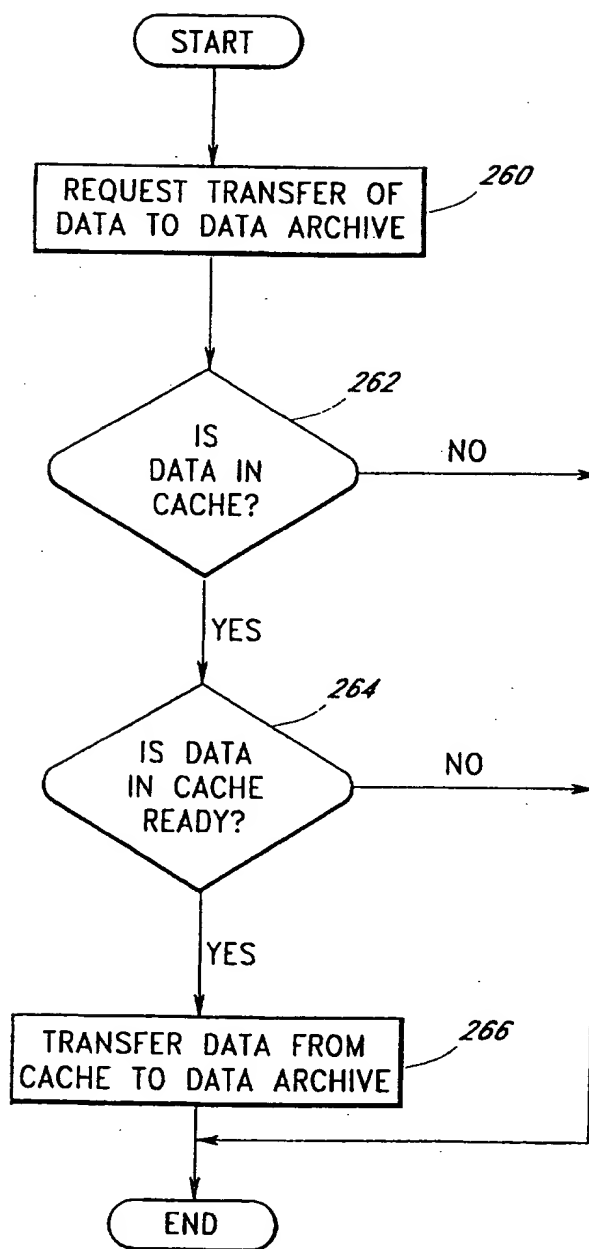 START
REQUEST TRANSFER OF
DATA TO DATA ARCHIVE
260
262
IS
DATA IN
CACHE?
NO
YES
264
IS DATA
IN CACHE
READY?
NO
YES
TRANSFER DATA FROM
CACHE TO DATA ARCHIVE
266
END